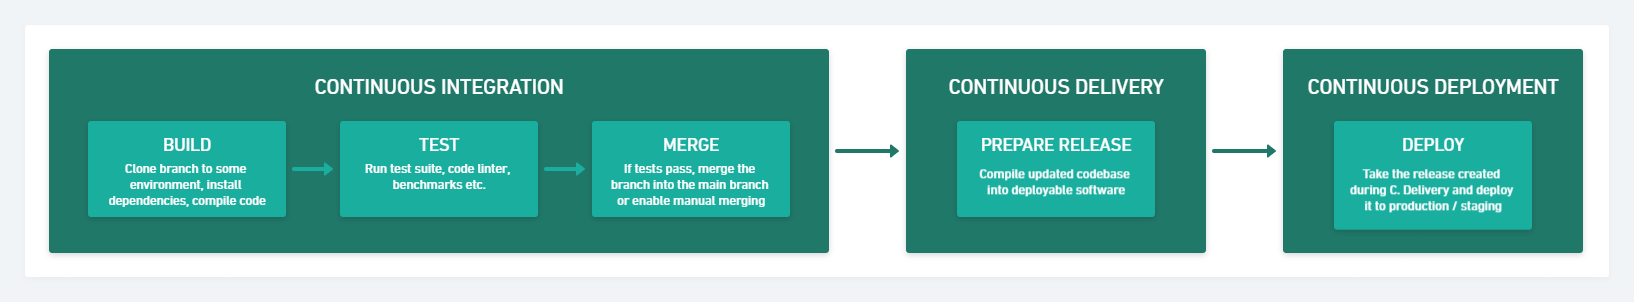 CONTINUOUS INTEGRATION
BUILD
Clone branch to some
environment, install
dependencies, compile code
TEST
Run test suite, code linter,
benchmarks etc.
MERGE
If tests pass, merge the
branch into the main branch
or enable manual merging
CONTINUOUS DELIVERY
PREPARE RELEASE
Compile updated codebase
into deployable software
CONTINUOUS DEPLOYMENT
DEPLOY
Take the release created
during C. Delivery and deploy
it to production / staging